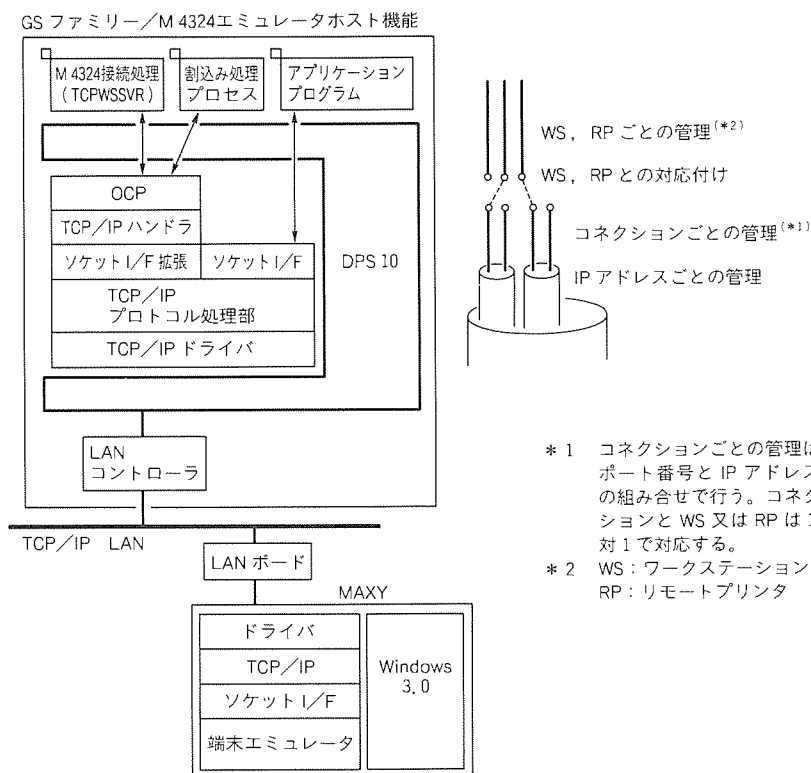 GS ファミリー／M 4324エミュレータホスト機能
M 4324接続処理
(TCPWSSVR)
割込み処理
プロセス
アプリケーション
プログラム
OCP
TCP／IP ハンドラ
ソケット I／F 拡張
ソケット I／F
DPS 10
TCP／IP
プロトコル処理部
TCP／IP ドライバ
LAN
コントローラ
TCP／IP LAN
LAN ボード
MAXY
ドライバ
TCP／IP
ソケット I／F
端末エミュレータ
Windows
3.0
WS，RP ごとの管理(*2)
WS，RP との対応付け
コネクションごとの管理(*1)
IP アドレスごとの管理
*1 コネクションごとの管理は
ポート番号と IP アドレス
の組み合せで行う。コネク
ションと WS 又は RP は 1
対 1 で対応する。
*2 WS：ワークステーション
RP：リモートプリンタ